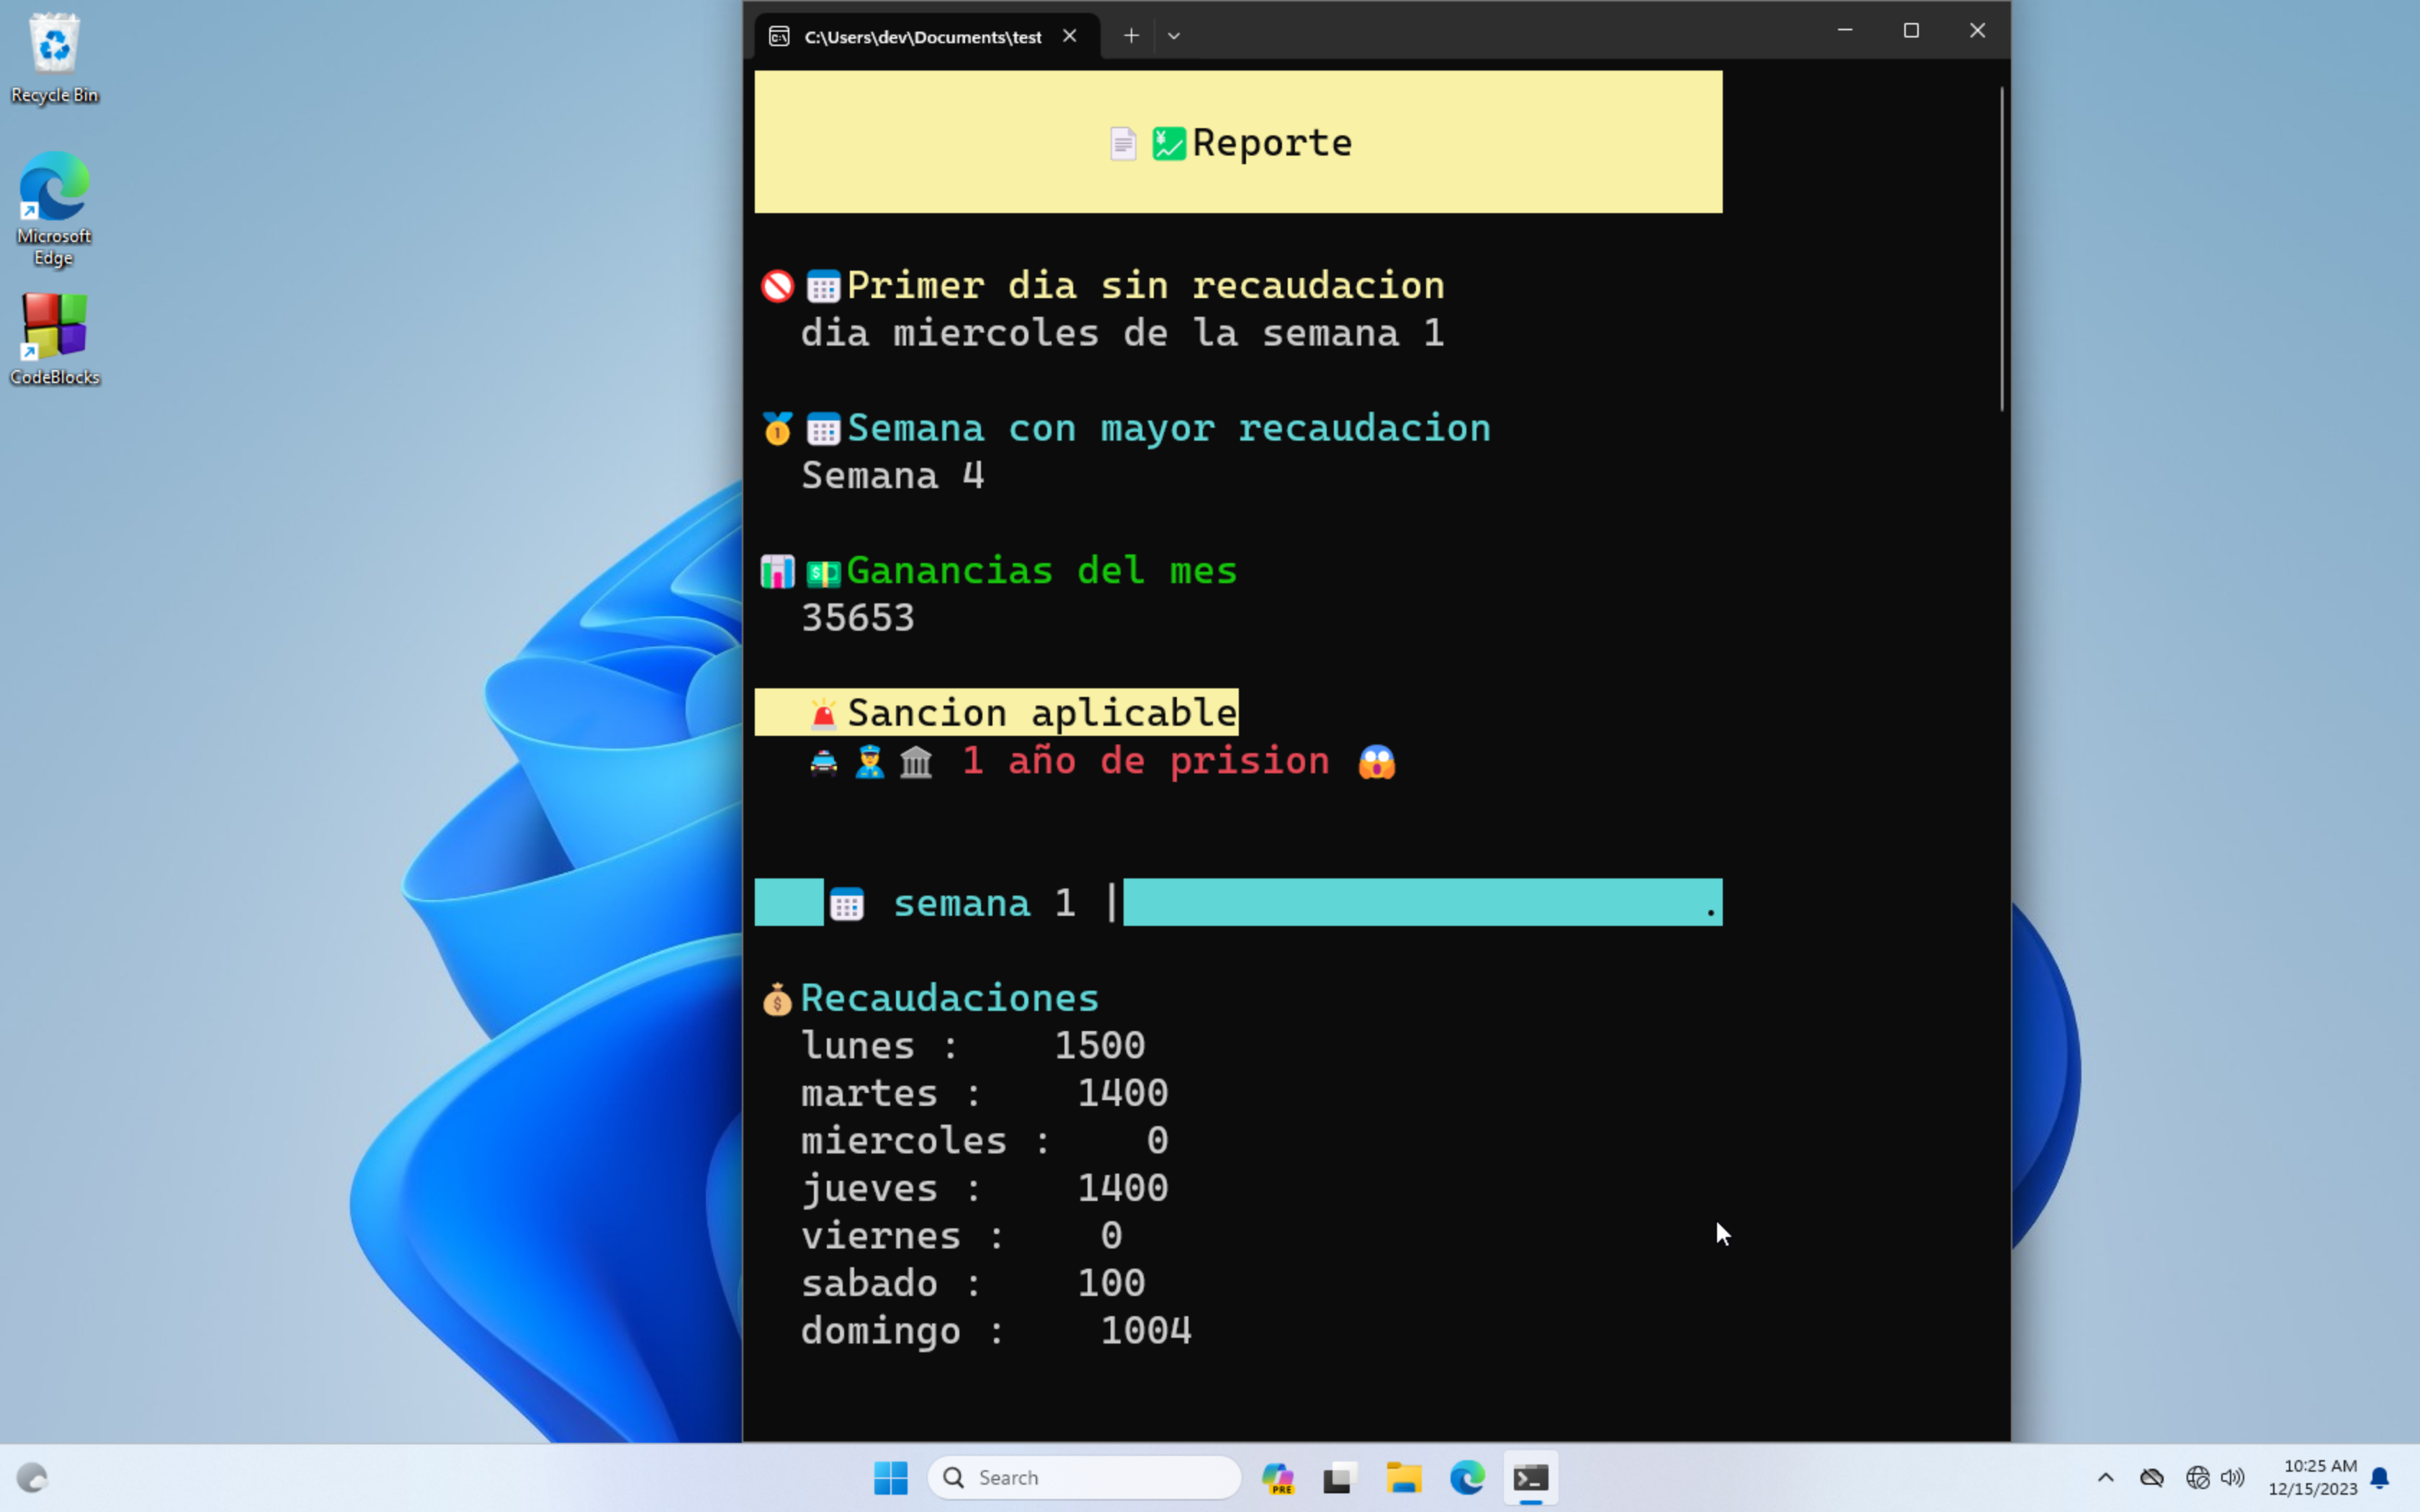 Recycle Bin
Microsoft
Edge
CodeBlocks
C:\Users\dev\Documents\test
Reporte
Primer dia sin recaudacion
dia miercoles de la semana 1
Semana con mayor recaudacion
Semana 4
Ganancias del mes
35653
Sancion aplicable
1 año de prision
semana 1 | .
Recaudaciones
lunes : 1500
martes : 1400
miercoles : 0
jueves : 1400
viernes : 0
sabado : 100
domingo : 1004
Search
PRE
10:25 AM
12/15/2023